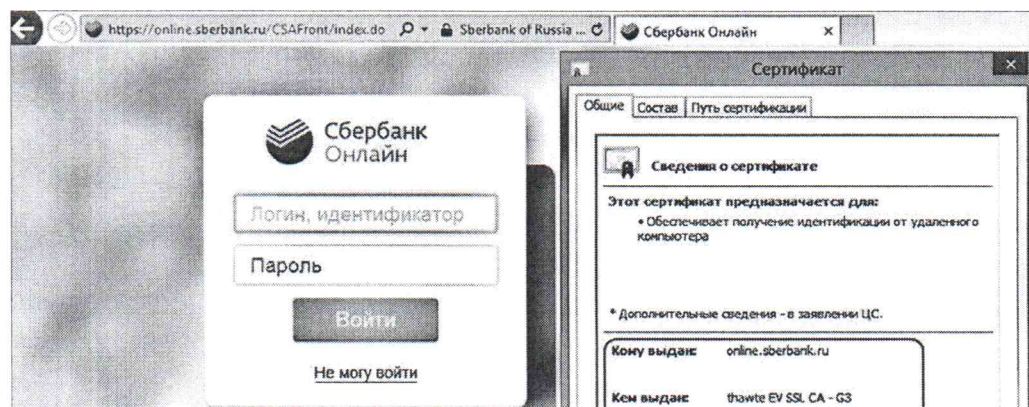 https://online.sberbank.ru/CSAFront/index.do
Sberbank of Russia ...
Сбербанк Онлайн
x
Сертификат
Общие
Состав
Путь сертификации
Сбербанк
Онлайн
Логин, идентификатор
Пароль
Войти
Не могу войти
Сведения о сертификате
Этот сертификат предназначается для:
• Обеспечивает получение идентификации от удаленного
компьютера
* Дополнительные сведения - в заявлении ЦС.
Кому выдан: online.sberbank.ru
Кем выдан: thawte EV SSL CA - G3